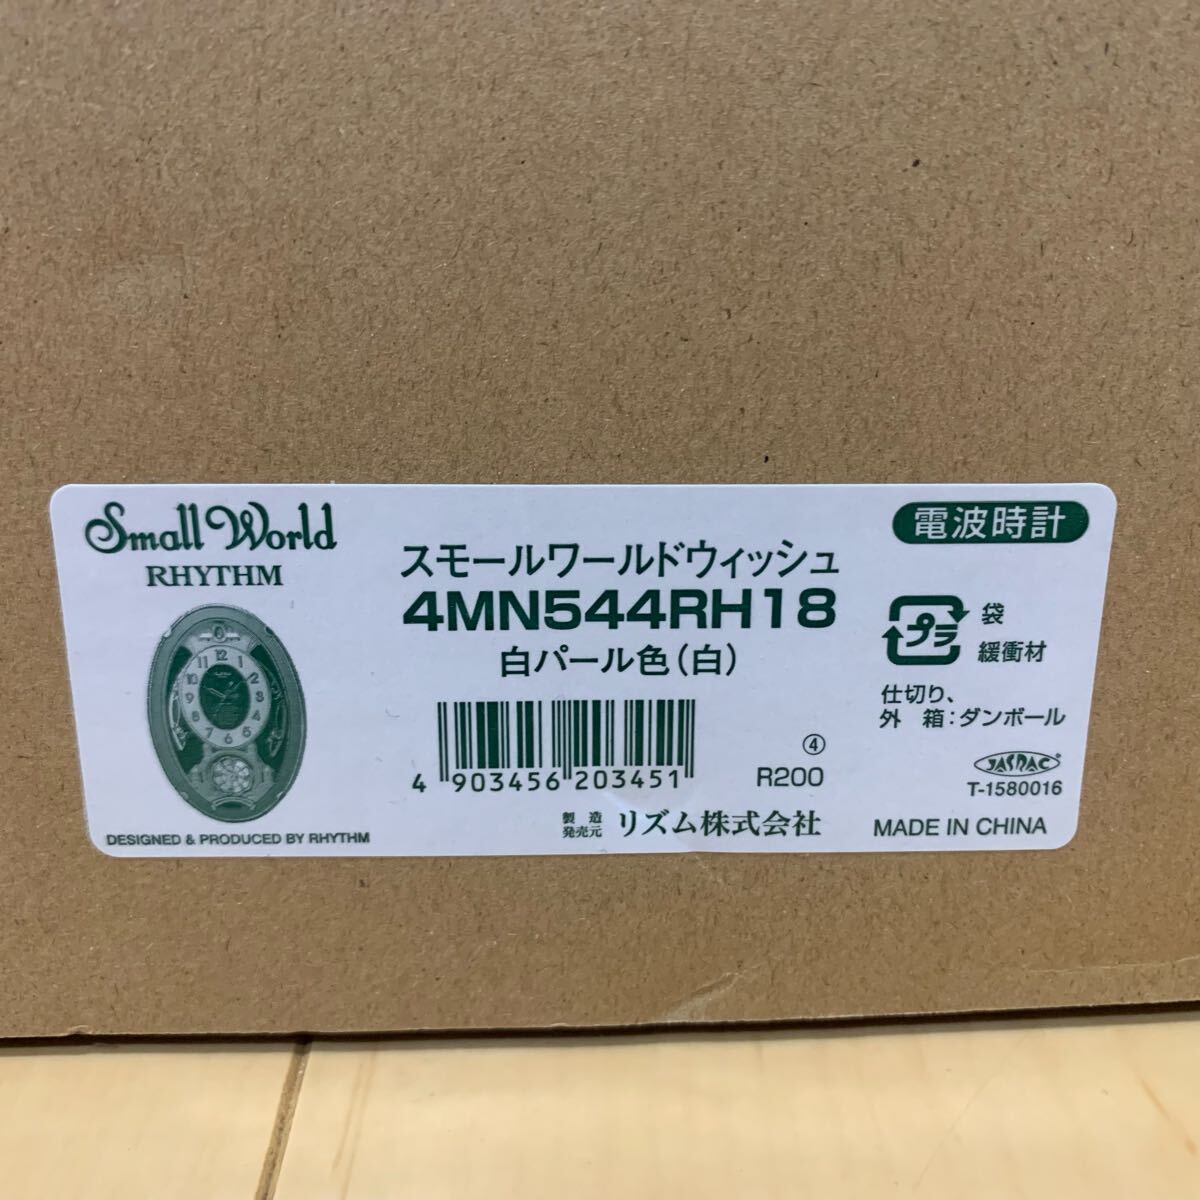 Small World
RHYTHM
DESIGNED & PRODUCED BY RHYTHM
スモールワールドウィッシュ
4MN544RH18
白パール色(白)
4 903456 203451
④
R200
製造
発売元
リズム株式会社
電波時計
プラ
袋
緩衝材
仕切り、
外 箱:ダンボール
JASRAC
T-1580016
MADE IN CHINA